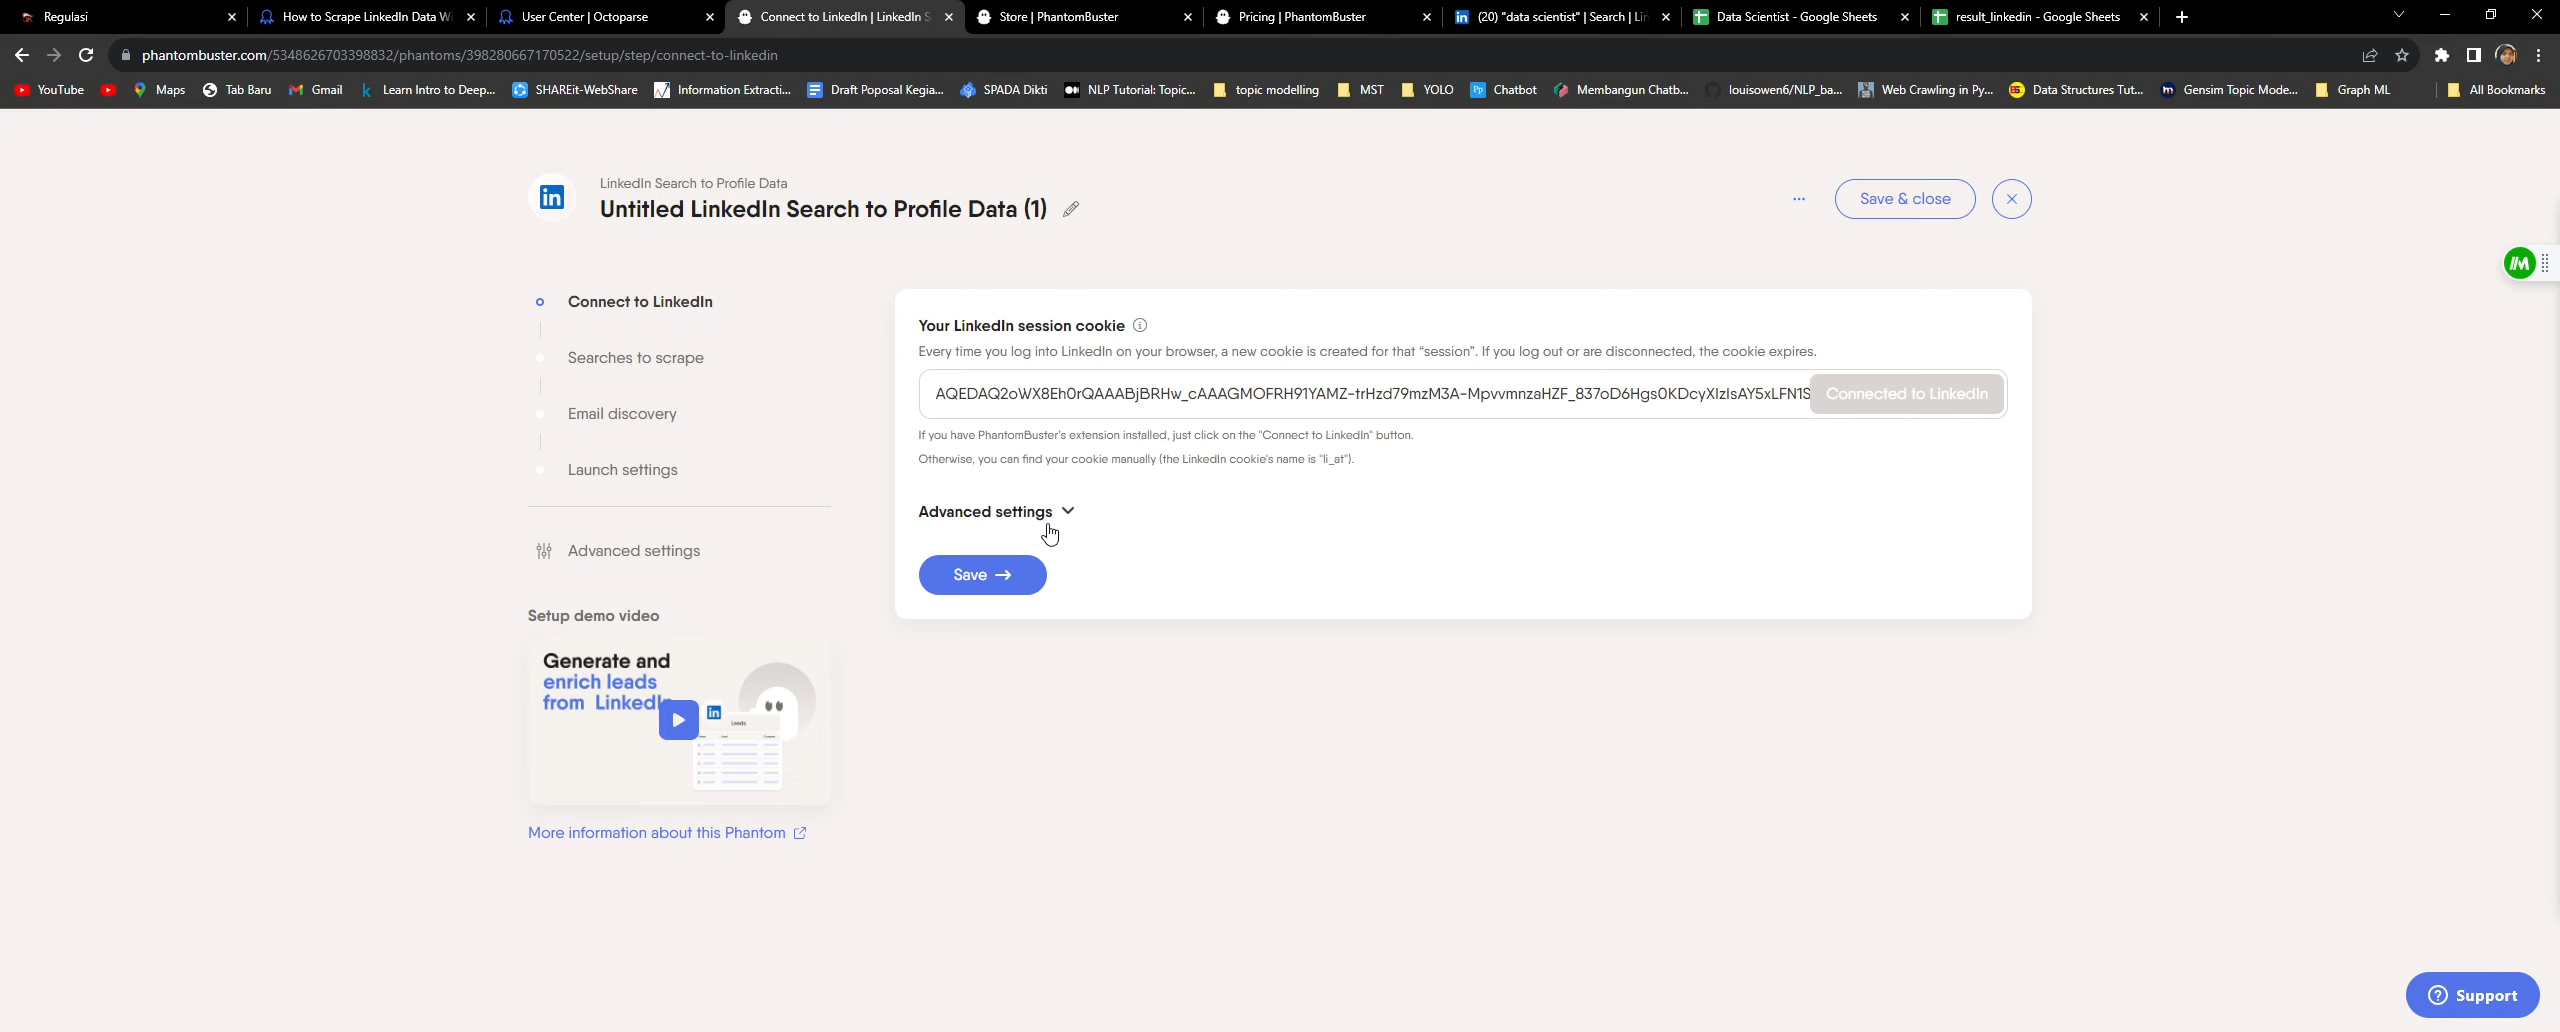 Regulasi
How to Scrape LinkedIn Data Wi
User Center | Octoparse
Connect to LinkedIn | LinkedIn S
Store | PhantomBuster
Pricing | PhantomBuster
(20) "data scientist" | Search | Lin
Data Scientist - Google Sheets
result_linkedin - Google Sheets
phantombuster.com/5348626703398832/phantoms/398280667170522/setup/step/connect-to-linkedin
YouTube
Maps
Tab Baru
Gmail
Learn Intro to Deep...
SHAREit-WebShare
Information Extracti...
Draft Poposal Kegia...
SPADA Dikti
NLP Tutorial: Topic...
topic modelling
MST
YOLO
Chatbot
Membangun Chatb...
louisowen6/NLP_ba...
Web Crawling in Py...
Data Structures Tut...
Gensim Topic Mode...
Graph ML
All Bookmarks
LinkedIn Search to Profile Data
Untitled LinkedIn Search to Profile Data (1)
Save & close
Connect to LinkedIn
Searches to scrape
Email discovery
Launch settings
Advanced settings
Setup demo video
Generate and
enrich leads
from LinkedIn
Leads
More information about this Phantom
Your LinkedIn session cookie
Every time you log into LinkedIn on your browser, a new cookie is created for that “session”. If you log out or are disconnected, the cookie expires.
AQEDAQ2oWX8Eh0rQAAABjBRHw_cAAAGMOFRH91YAMZ-trHzd79mzM3A-MpvvmnzaHZF_837oD6Hgs0KDcyXIzIsAY5xLFN1S
Connected to LinkedIn
If you have PhantomBuster's extension installed, just click on the "Connect to LinkedIn" button.
Otherwise, you can find your cookie manually (the LinkedIn cookie's name is "li_at").
Advanced settings
Save →
Support